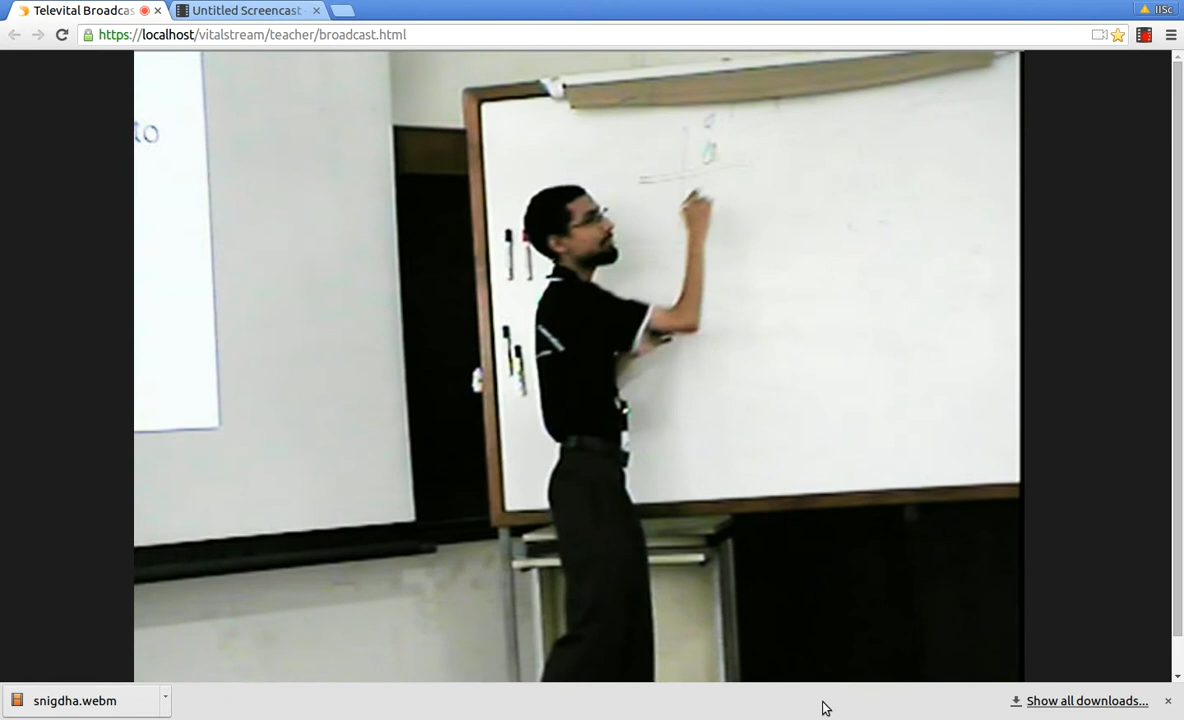 Televital Broadcas
Untitled Screencast
IISc
https://localhost/vitalstream/teacher/broadcast.html
to
snigdha.webm
Show all downloads...